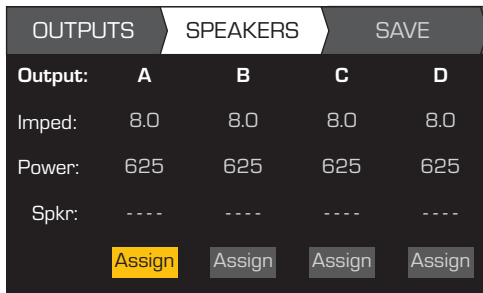 OUTPUTS SPEAKERS SAVE
Output: A B C D
Imped: 8.0 8.0 8.0 8.0
Power: 625 625 625 625
Spkr: ---- ---- ---- ----
Assign Assign Assign Assign